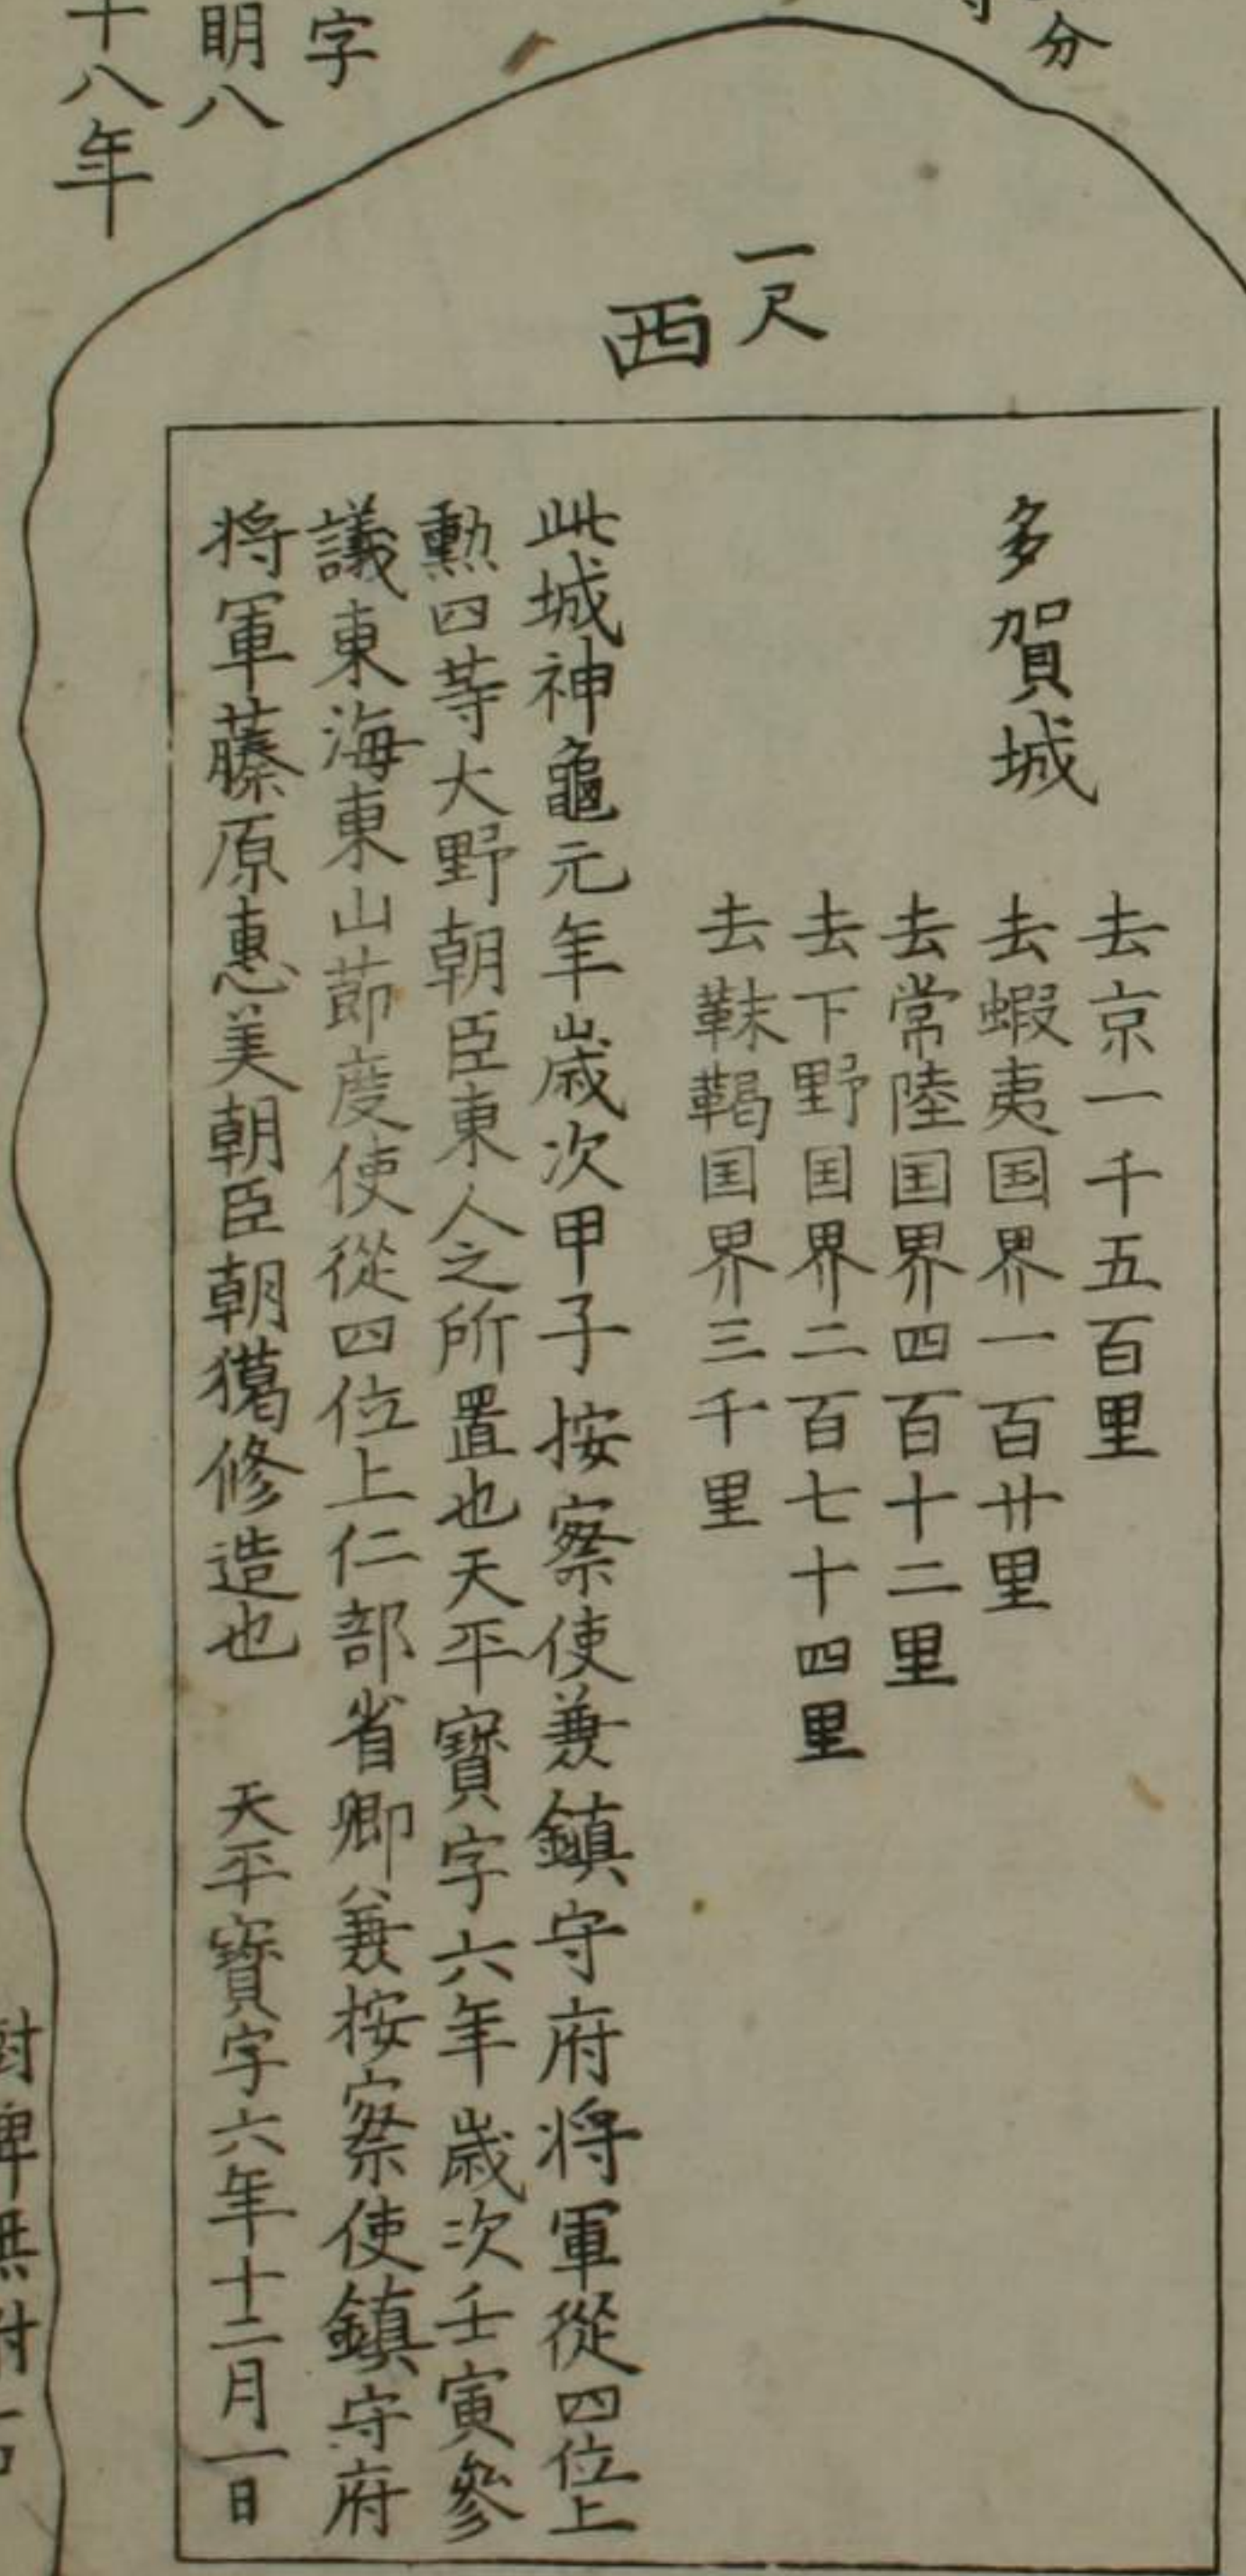 分
一尺
西
多賀城
去京一千五百里
去蝦夷国界一百廿里
去常陸国界四百十二里
去下野国界二百七十四里
去靺鞨国界三千里
此城神龜元年歲次甲子按察使兼鎮守府将軍從四位上
勲四等大野朝臣東人之所置也天平寶字六年歲次壬寅參
議東海東山節度使從四位上仁部省卿兼按察使鎮守府
将軍藤原惠美朝臣朝獦修造也 天平寶字六年十二月一日
字
明八
十八年